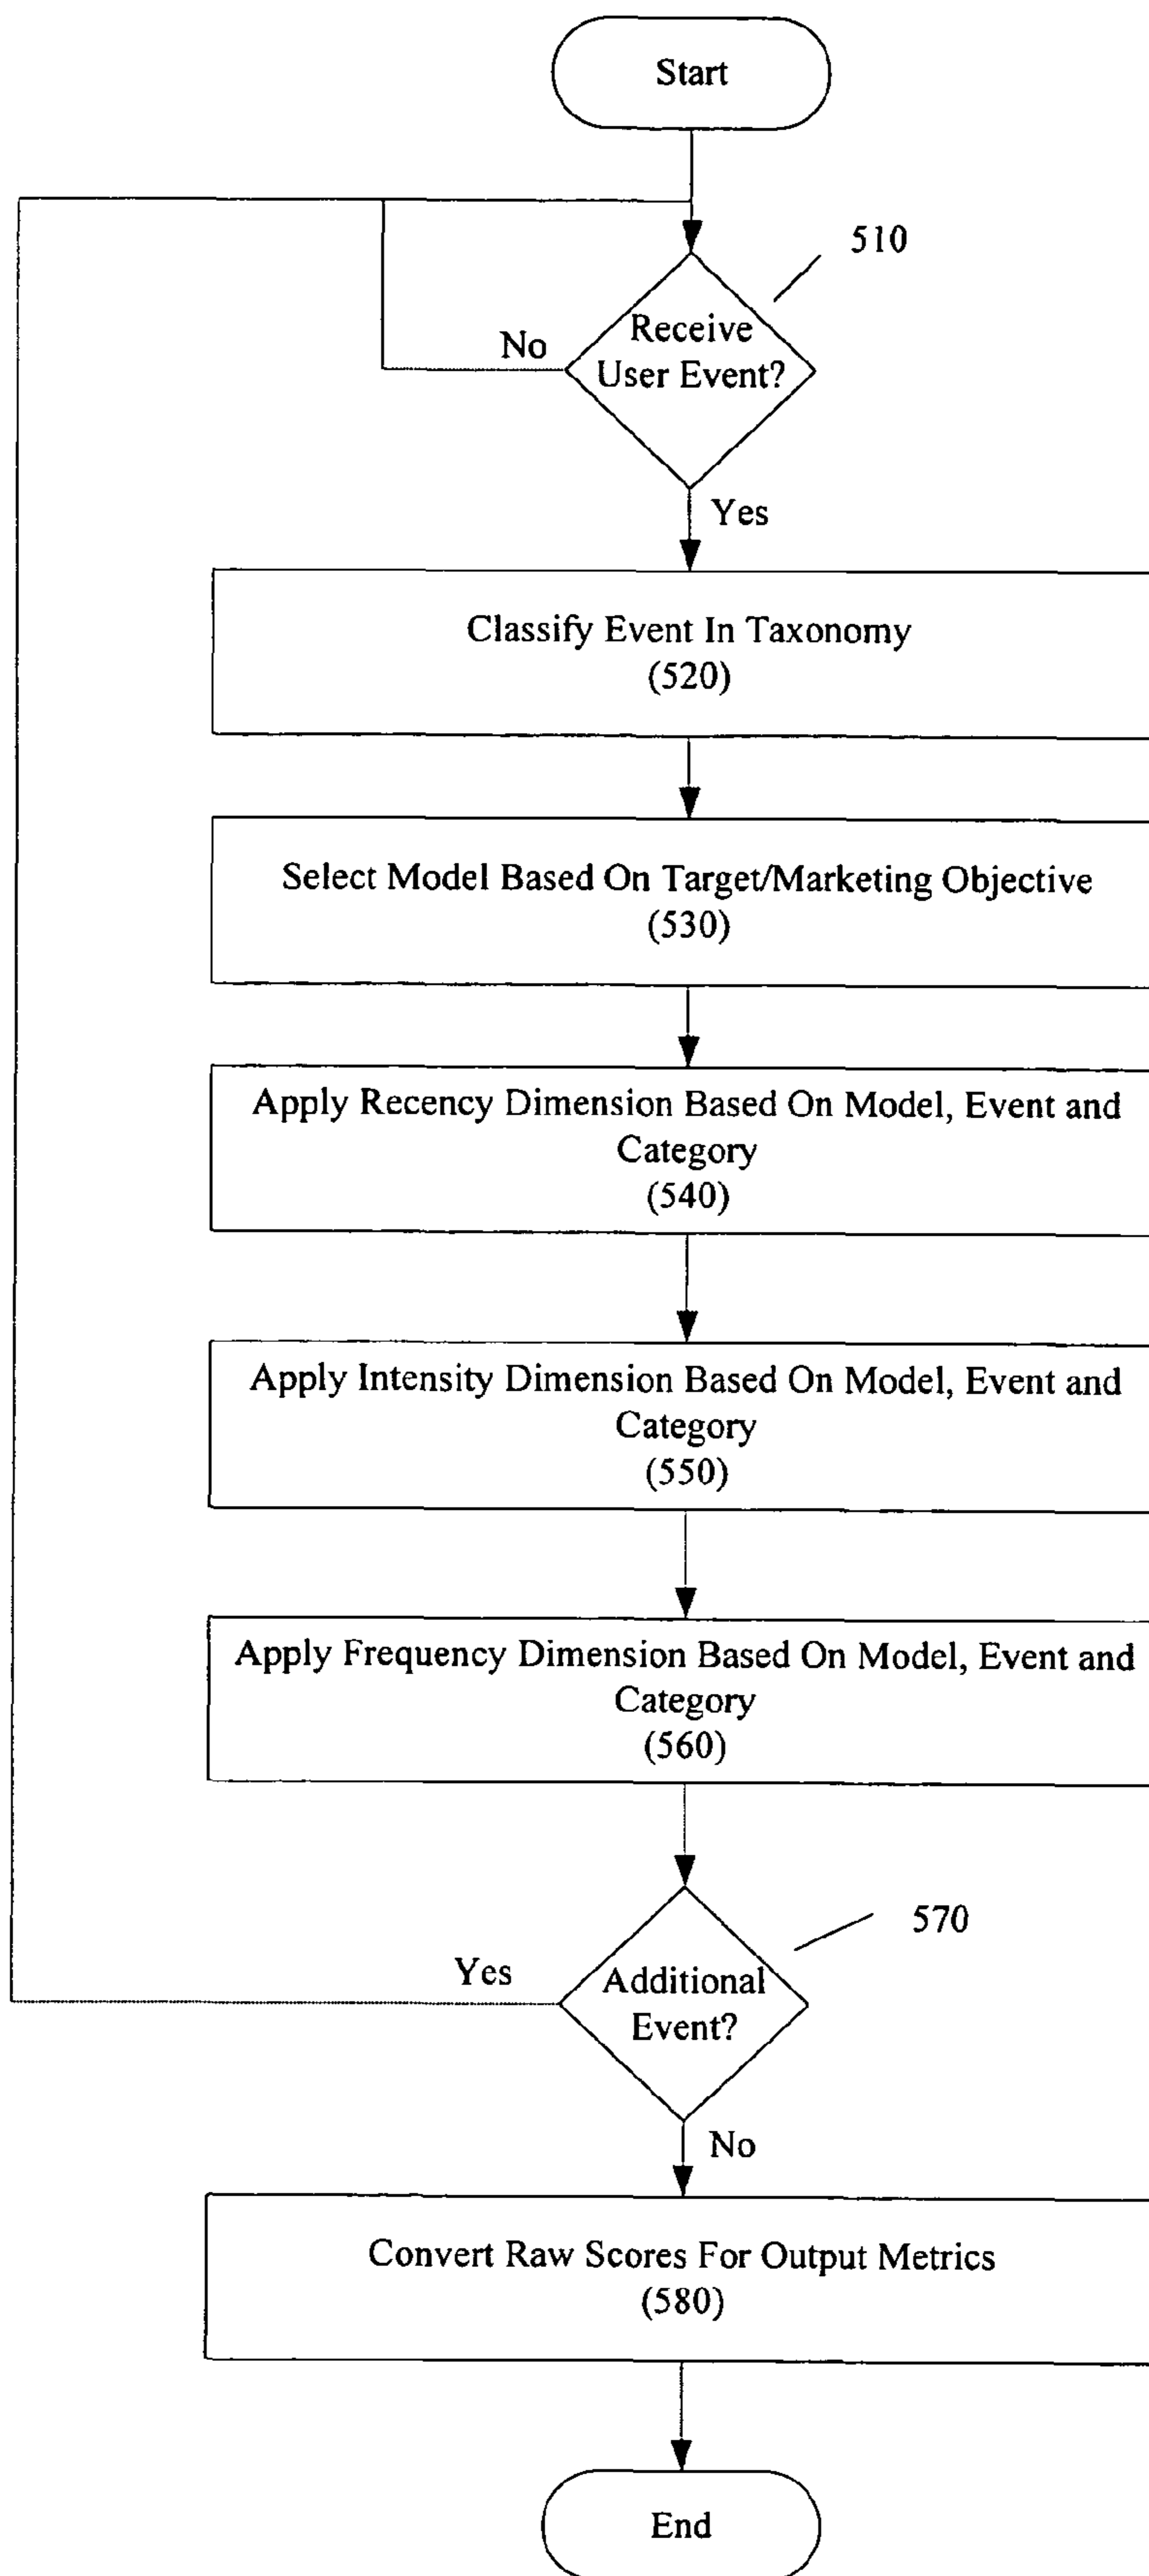 Start
510
Receive
User Event?
No
Yes
Classify Event In Taxonomy
(520)
Select Model Based On Target/Marketing Objective
(530)
Apply Recency Dimension Based On Model, Event and
Category
(540)
Apply Intensity Dimension Based On Model, Event and
Category
(550)
Apply Frequency Dimension Based On Model, Event and
Category
(560)
570
Yes
Additional
Event?
No
Convert Raw Scores For Output Metrics
(580)
End